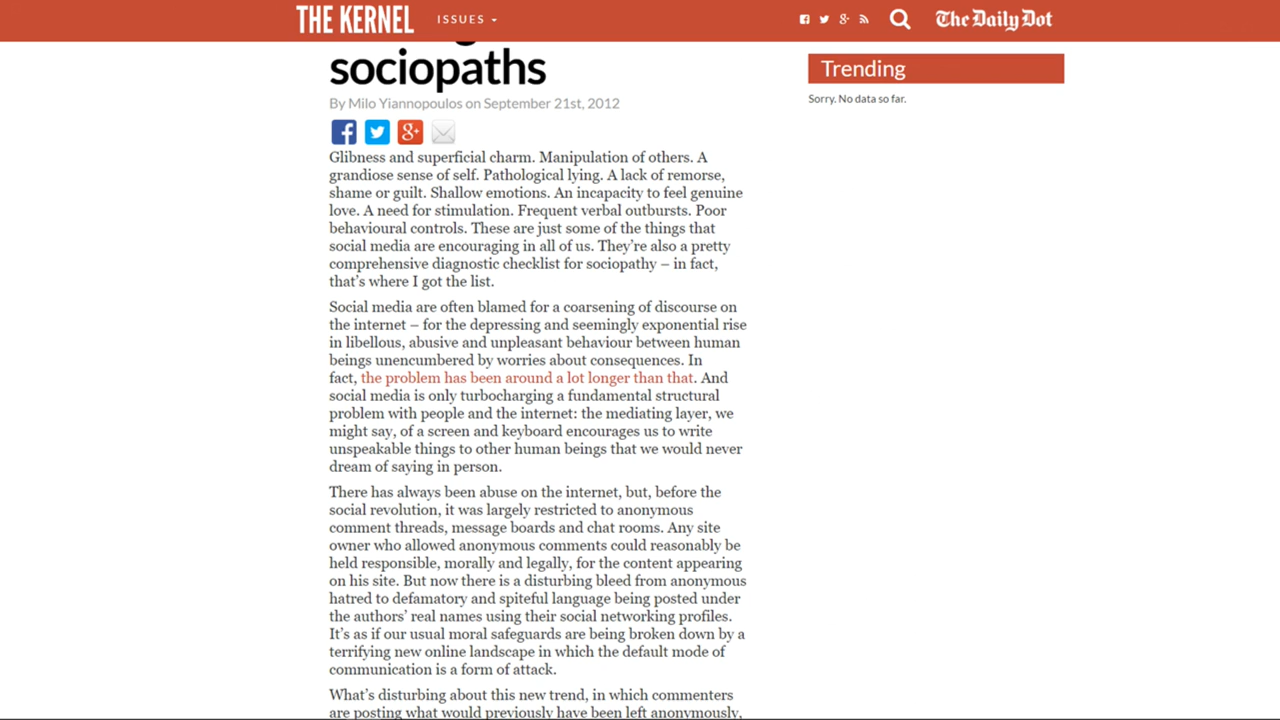 THE KERNEL
ISSUES
The Daily Dot
sociopaths
By Milo Yiannopoulos on September 21st, 2012
Trending
Sorry. No data so far.
Glibness and superficial charm. Manipulation of others. A
grandiose sense of self. Pathological lying. A lack of remorse,
shame or guilt. Shallow emotions. An incapacity to feel genuine
love. A need for stimulation. Frequent verbal outbursts. Poor
behavioural controls. These are just some of the things that
social media are encouraging in all of us. They’re also a pretty
comprehensive diagnostic checklist for sociopathy – in fact,
that’s where I got the list.
Social media are often blamed for a coarsening of discourse on
the internet – for the depressing and seemingly exponential rise
in libellous, abusive and unpleasant behaviour between human
beings unencumbered by worries about consequences. In
fact, the problem has been around a lot longer than that. And
social media is only turbocharging a fundamental structural
problem with people and the internet: the mediating layer, we
might say, of a screen and keyboard encourages us to write
unspeakable things to other human beings that we would never
dream of saying in person.
There has always been abuse on the internet, but, before the
social revolution, it was largely restricted to anonymous
comment threads, message boards and chat rooms. Any site
owner who allowed anonymous comments could reasonably be
held responsible, morally and legally, for the content appearing
on his site. But now there is a disturbing bleed from anonymous
hatred to defamatory and spiteful language being posted under
the authors’ real names using their social networking profiles.
It’s as if our usual moral safeguards are being broken down by a
terrifying new online landscape in which the default mode of
communication is a form of attack.
What’s disturbing about this new trend, in which commenters
are posting what would previously have been left anonymously,